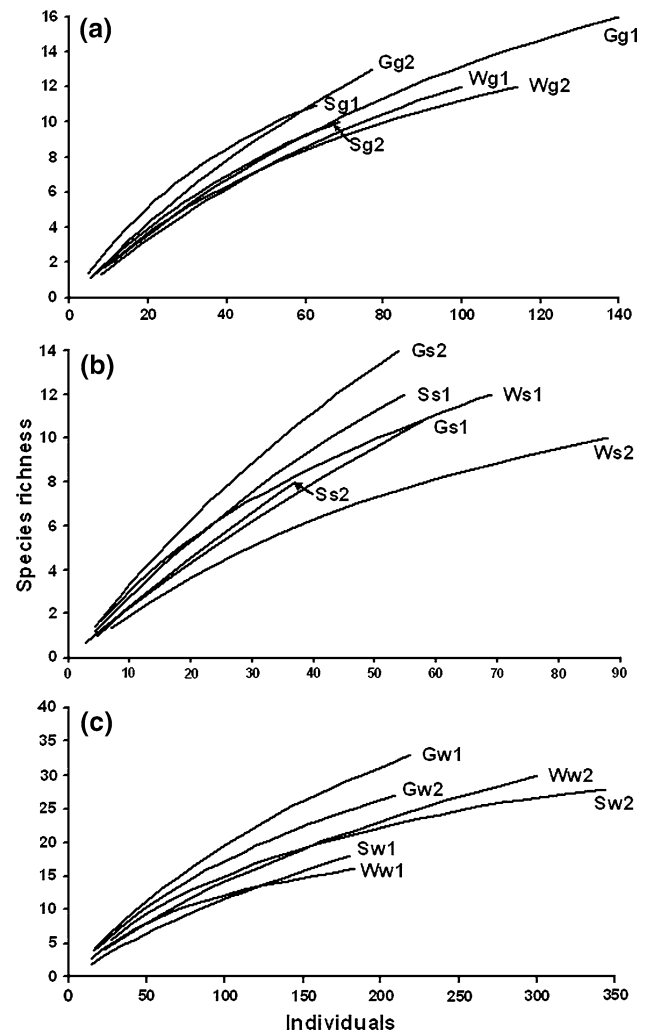 (a)
16
14
12
10
8
6
4
2
0
0 20 40 60 80 100 120 140
Gg1
Gg2
Sg1
Wg1
Wg2
Sg2
(b)
Species richness
14
12
10
8
6
4
2
0
0 10 20 30 40 50 60 70 80 90
Gs2
Ss1
Ws1
Gs1
Ws2
Ss2
(c)
40
35
30
25
20
15
10
5
0
0 50 100 150 200 250 300 350
Gw1
Ww2
Gw2
Sw2
Sw1
Ww1
Individuals